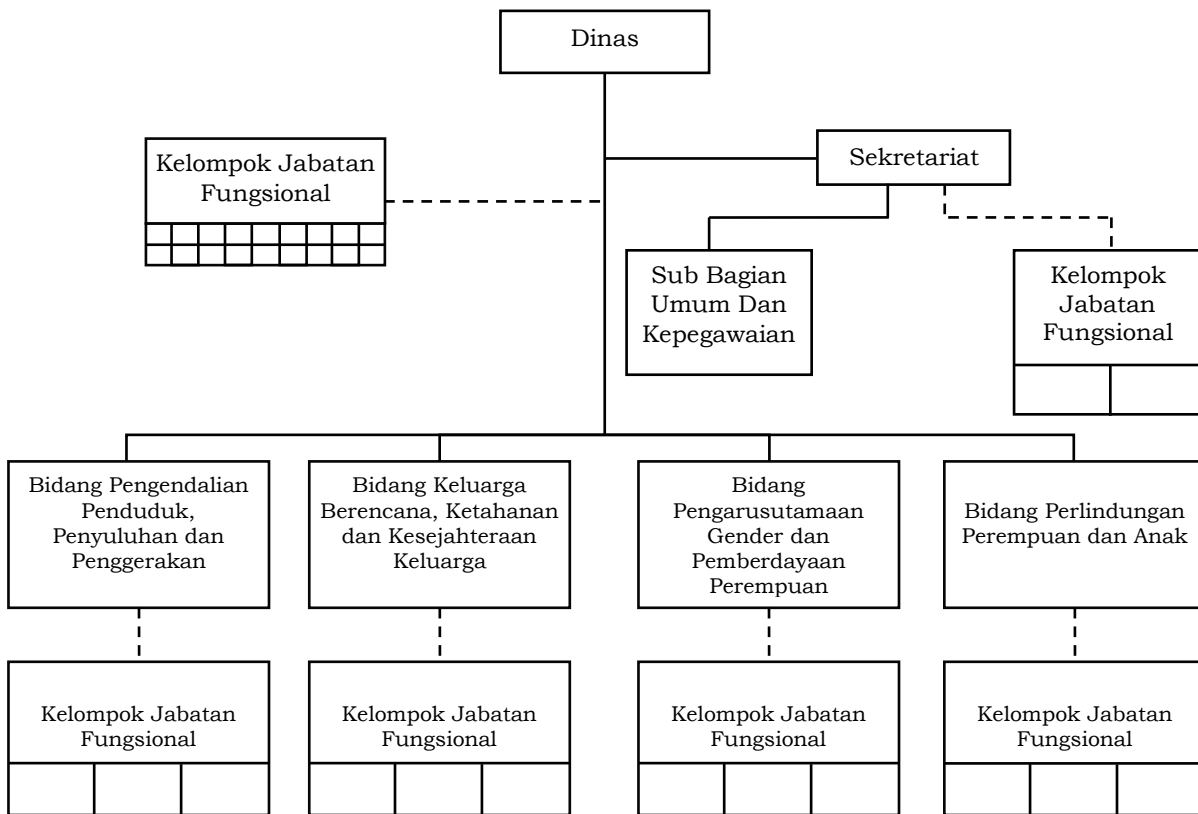 Dinas
Kelompok Jabatan
Fungsional
Sekretariat
Sub Bagian
Umum Dan
Kepegawaian
Kelompok
Jabatan
Fungsional
Bidang Pengendalian
Penduduk,
Penyuluhan dan
Penggerakan
Bidang Keluarga
Berencana, Ketahanan
dan Kesejahteraan
Keluarga
Bidang
Pengarusutamaan
Gender dan
Pemberdayaan
Perempuan
Bidang Perlindungan
Perempuan dan Anak
Kelompok Jabatan
Fungsional
Kelompok Jabatan
Fungsional
Kelompok Jabatan
Fungsional
Kelompok Jabatan
Fungsional